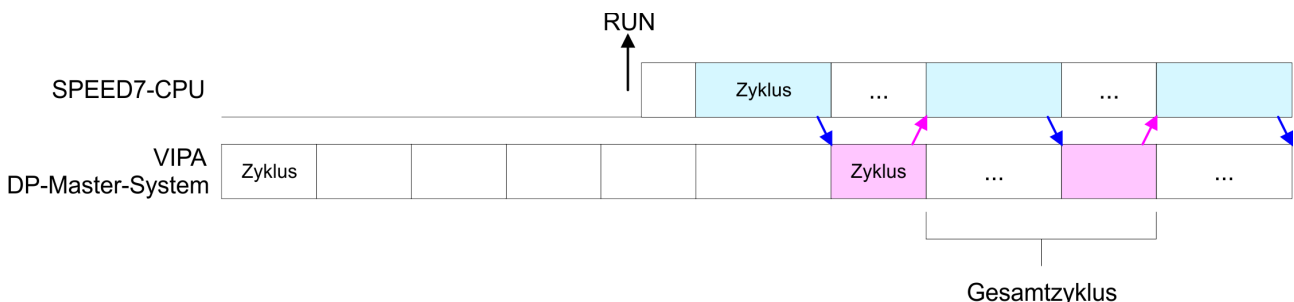 RUN
SPEED7-CPU
Zyklus
...
...
VIPA
DP-Master-System
Zyklus
Zyklus
...
...
Gesamtzyklus